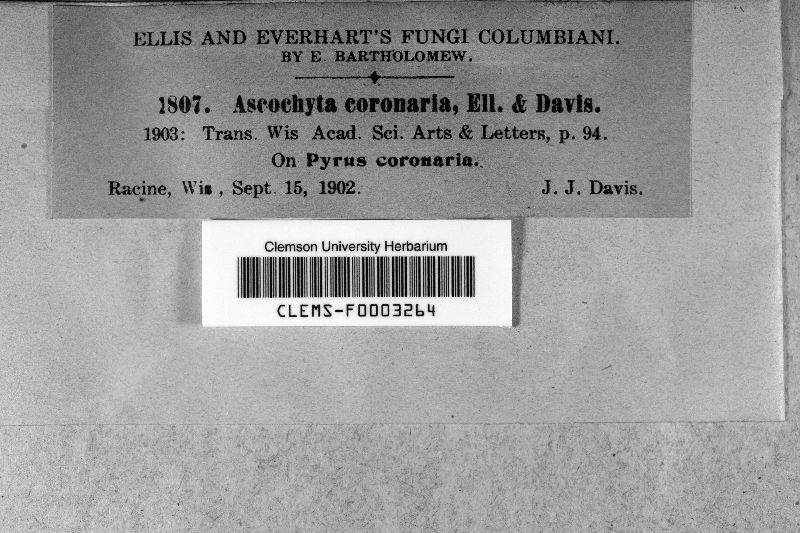 ELLIS AND EVERHART'S FUNGI COLUMBIANI.
BY E. BARTHOLOMEW.
1807. Ascochyta coronaria, Ell. & Davis.
1903: Trans. Wis Acad. Sci. Arts & Letters, p. 94.
On Pyrus coronaria.
Racine, Wis, Sept. 15, 1902. J. J. Davis.
Clemson University Herbarium
CLEMS-F0003264